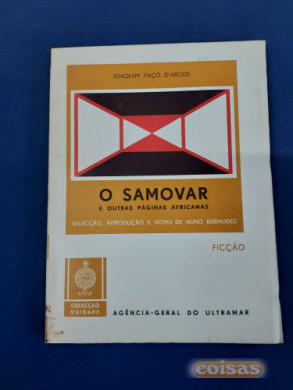 JOAQUIM PAÇO D'ARCOS
O SAMOVAR
E OUTRAS PÁGINAS AFRICANAS
SELECÇÃO, INTRODUÇÃO E NOTAS DE NUNO BERMUDES
FICÇÃO
COLECÇÃO
UNIDADE
AGÊNCIA-GERAL DO ULTRAMAR
coisas